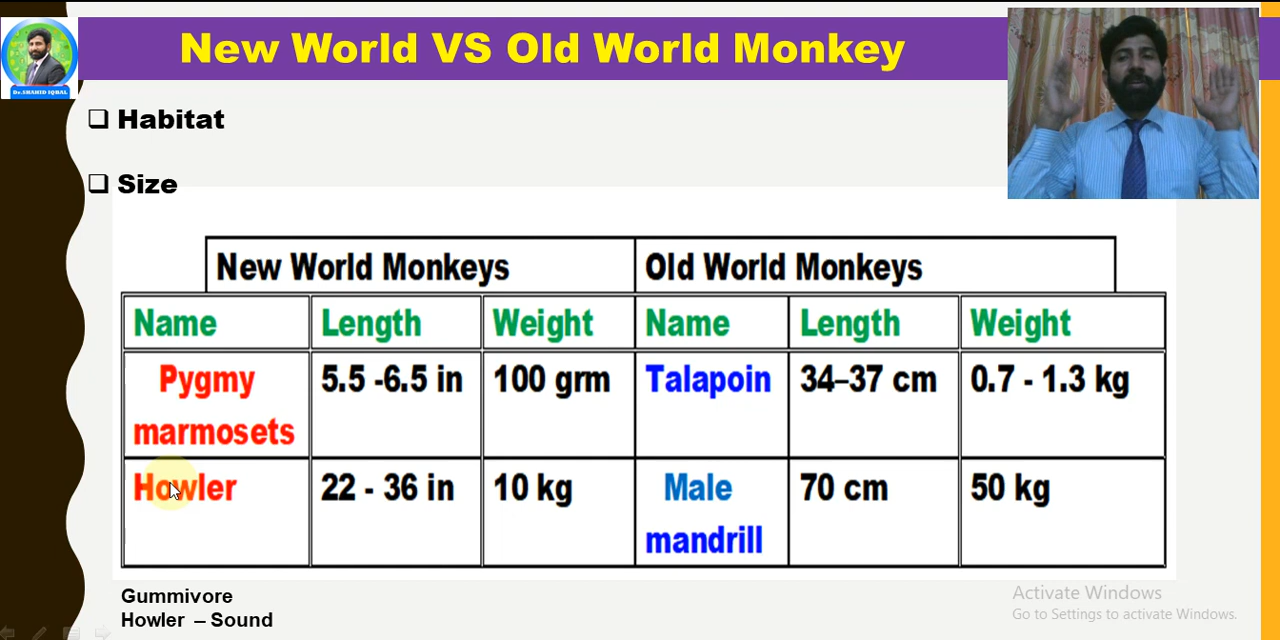 New World VS Old World Monkey
Dr.SHAHID IQBAL
❑ Habitat
❑ Size
New World Monkeys Old World Monkeys
Name Length Weight Name Length Weight
Pygmy marmosets 5.5 -6.5 in 100 grm Talapoin 34–37 cm 0.7 - 1.3 kg
Howler 22 - 36 in 10 kg Male mandrill 70 cm 50 kg
Gummivore
Howler – Sound
Activate Windows
Go to Settings to activate Windows.